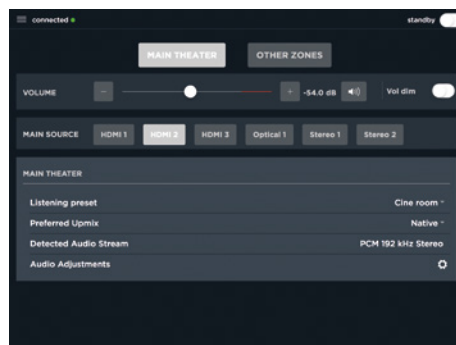 connected standby
MAIN THEATER OTHER ZONES
VOLUME - + -54.0 dB Vol dim
MAIN SOURCE HDMI 1 HDMI 2 HDMI 3 Optical 1 Stereo 1 Stereo 2
MAIN THEATER
Listening preset Cine room
Preferred Upmix Native
Detected Audio Stream PCM 192 kHz Stereo
Audio Adjustments